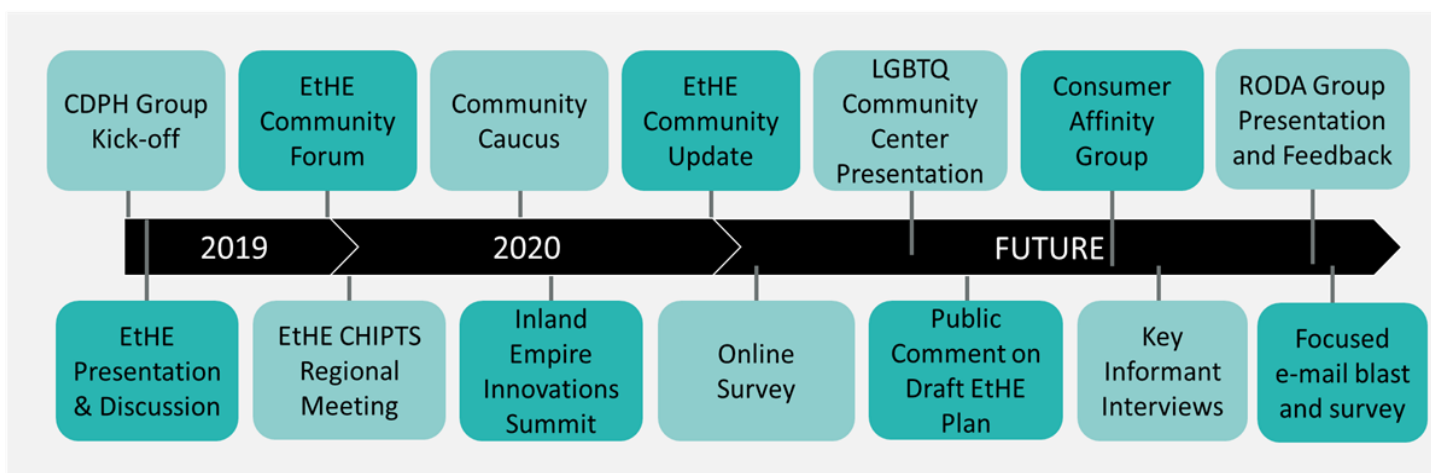 CDPH Group
Kick-off
EtHE
Community
Forum
Community
Caucus
EtHE
Community
Update
LGBTQ
Community
Center
Presentation
Consumer
Affinity
Group
RODA Group
Presentation
and Feedback
2019
2020
FUTURE
EtHE
Presentation
& Discussion
EtHE CHIPTS
Regional
Meeting
Inland
Empire
Innovations
Summit
Online
Survey
Public
Comment on
Draft EtHE
Plan
Key
Informant
Interviews
Focused
e-mail blast
and survey